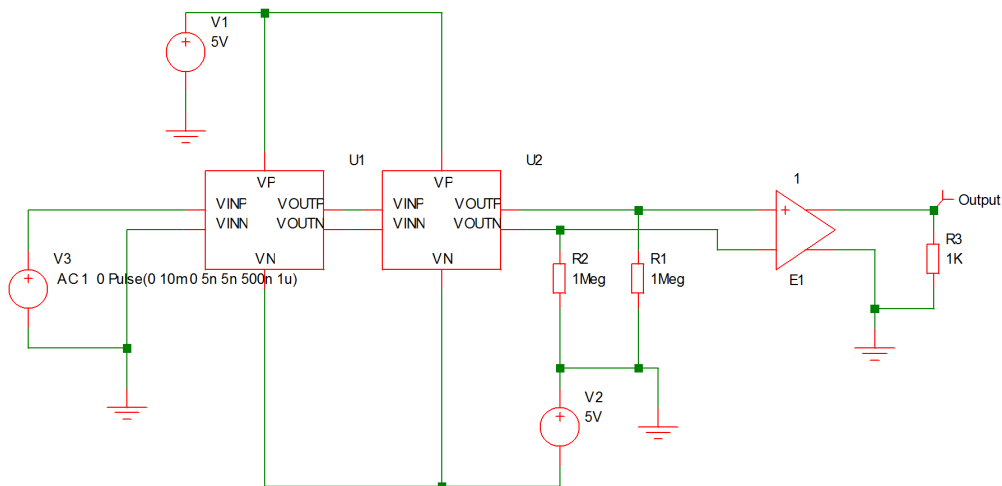 V1
5V
U1
U2
VP
VINP
VINN
VOUTP
VOUTN
VN
VP
VINP
VINN
VOUTP
VOUTN
VN
1
E1
Output
R3
1K
V3
AC 1 0 Pulse(0 10m 0 5n 5n 500n 1u)
R2
1Meg
R1
1Meg
V2
5V